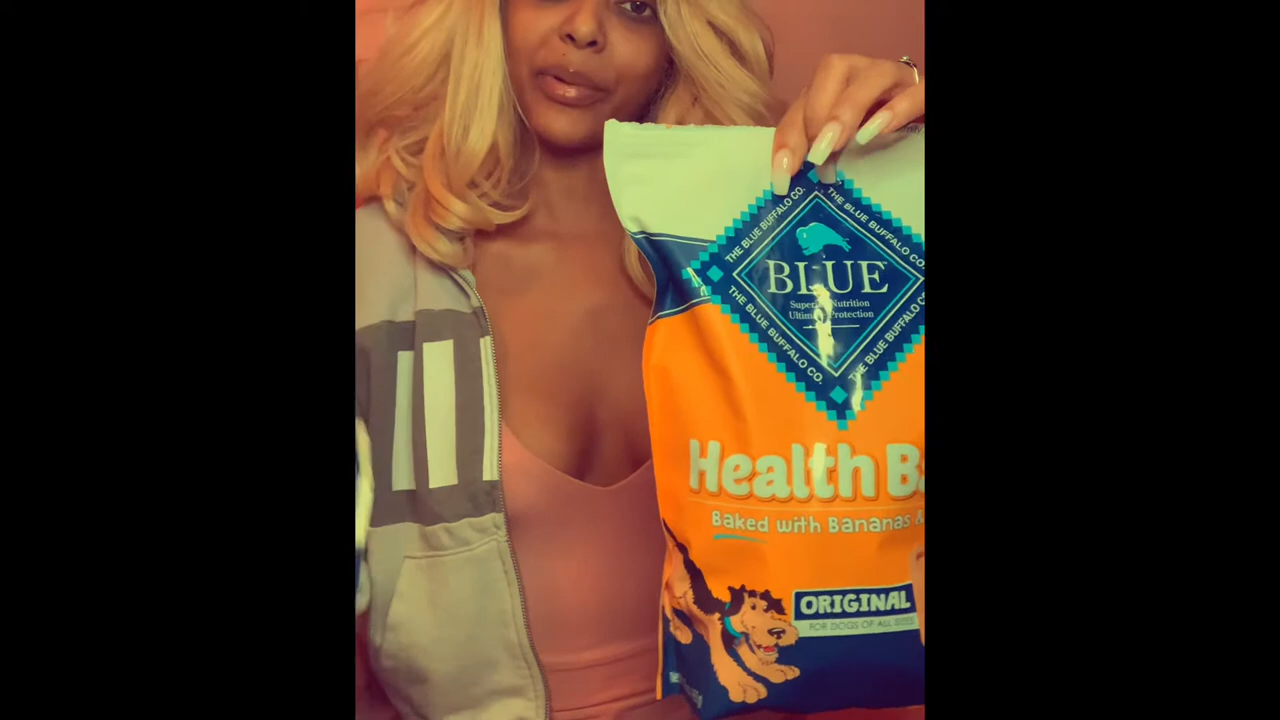 THE BLUE BUFFALO CO.
THE BLUE BUFFALO CO.
BLUE
Superior Nutrition
Ultimate Protection
THE BLUE BUFFALO CO.
THE BLUE BUFFALO CO.
Health
Baked with Bananas &
ORIGINAL
FOR DOGS OF ALL SIZES